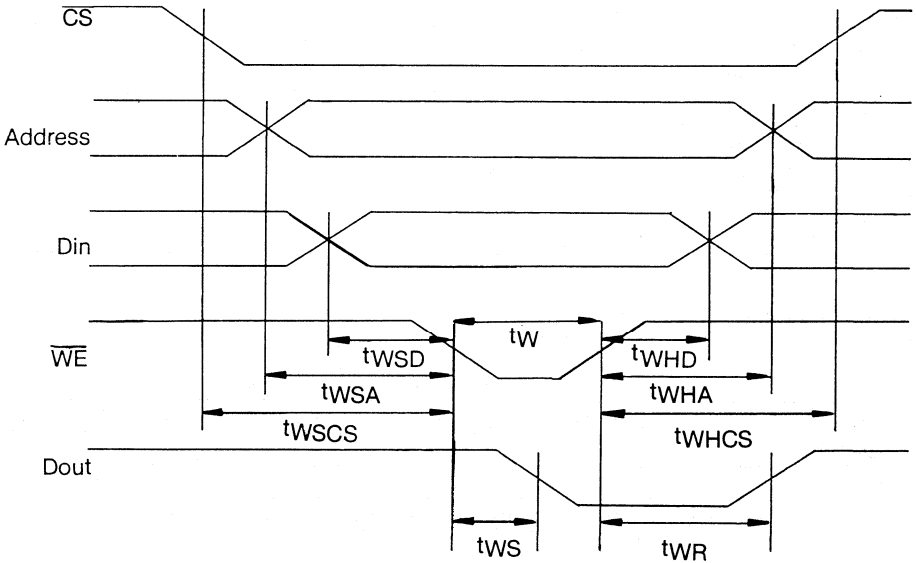 CS
Address
Din
tW
WE
tWSD
tWHD
tWSA
tWHA
tWSCS
tWHCS
Dout
tWS
tWR